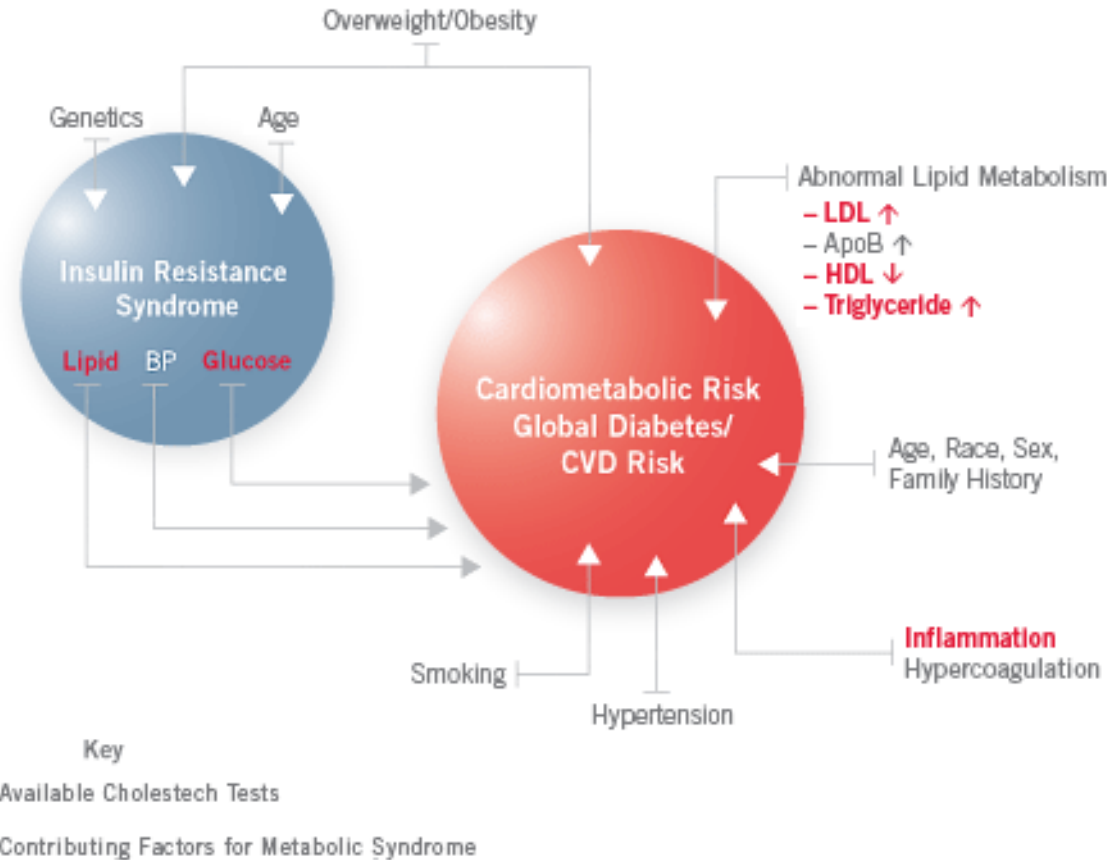 Overweight/Obesity
Genetics
Age
Insulin Resistance
Syndrome
Lipid BP Glucose
Abnormal Lipid Metabolism
– LDL ↑
– ApoB ↑
– HDL ↓
– Triglyceride ↑
Cardiometabolic Risk
Global Diabetes/
CVD Risk
Age, Race, Sex,
Family History
Inflammation
Hypercoagulation
Smoking
Hypertension
Key
Available Cholestech Tests
Contributing Factors for Metabolic Syndrome